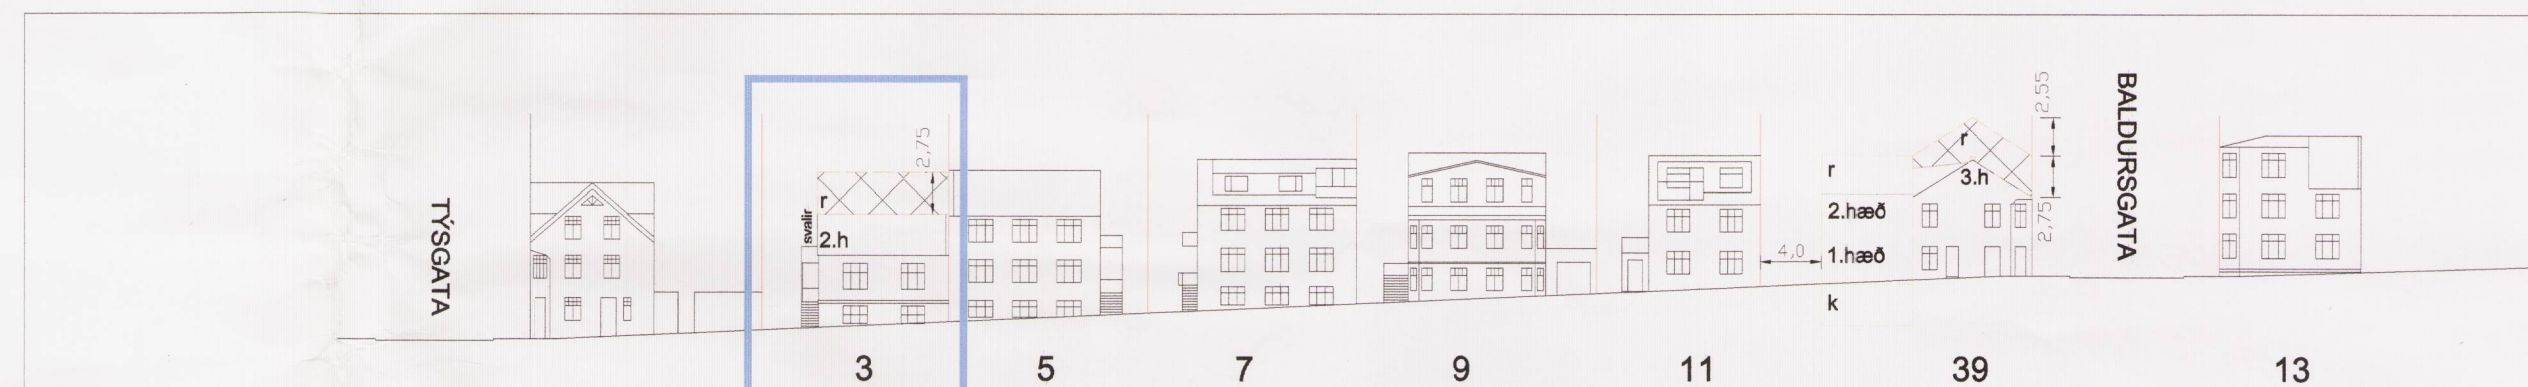 TÝSGATA
svalir
r
2,75
2.h
r
2.hæð
1.hæð
k
4,0
r
3.h
2,55
2,75
BALDURSGATA
3
5
7
9
11
39
13